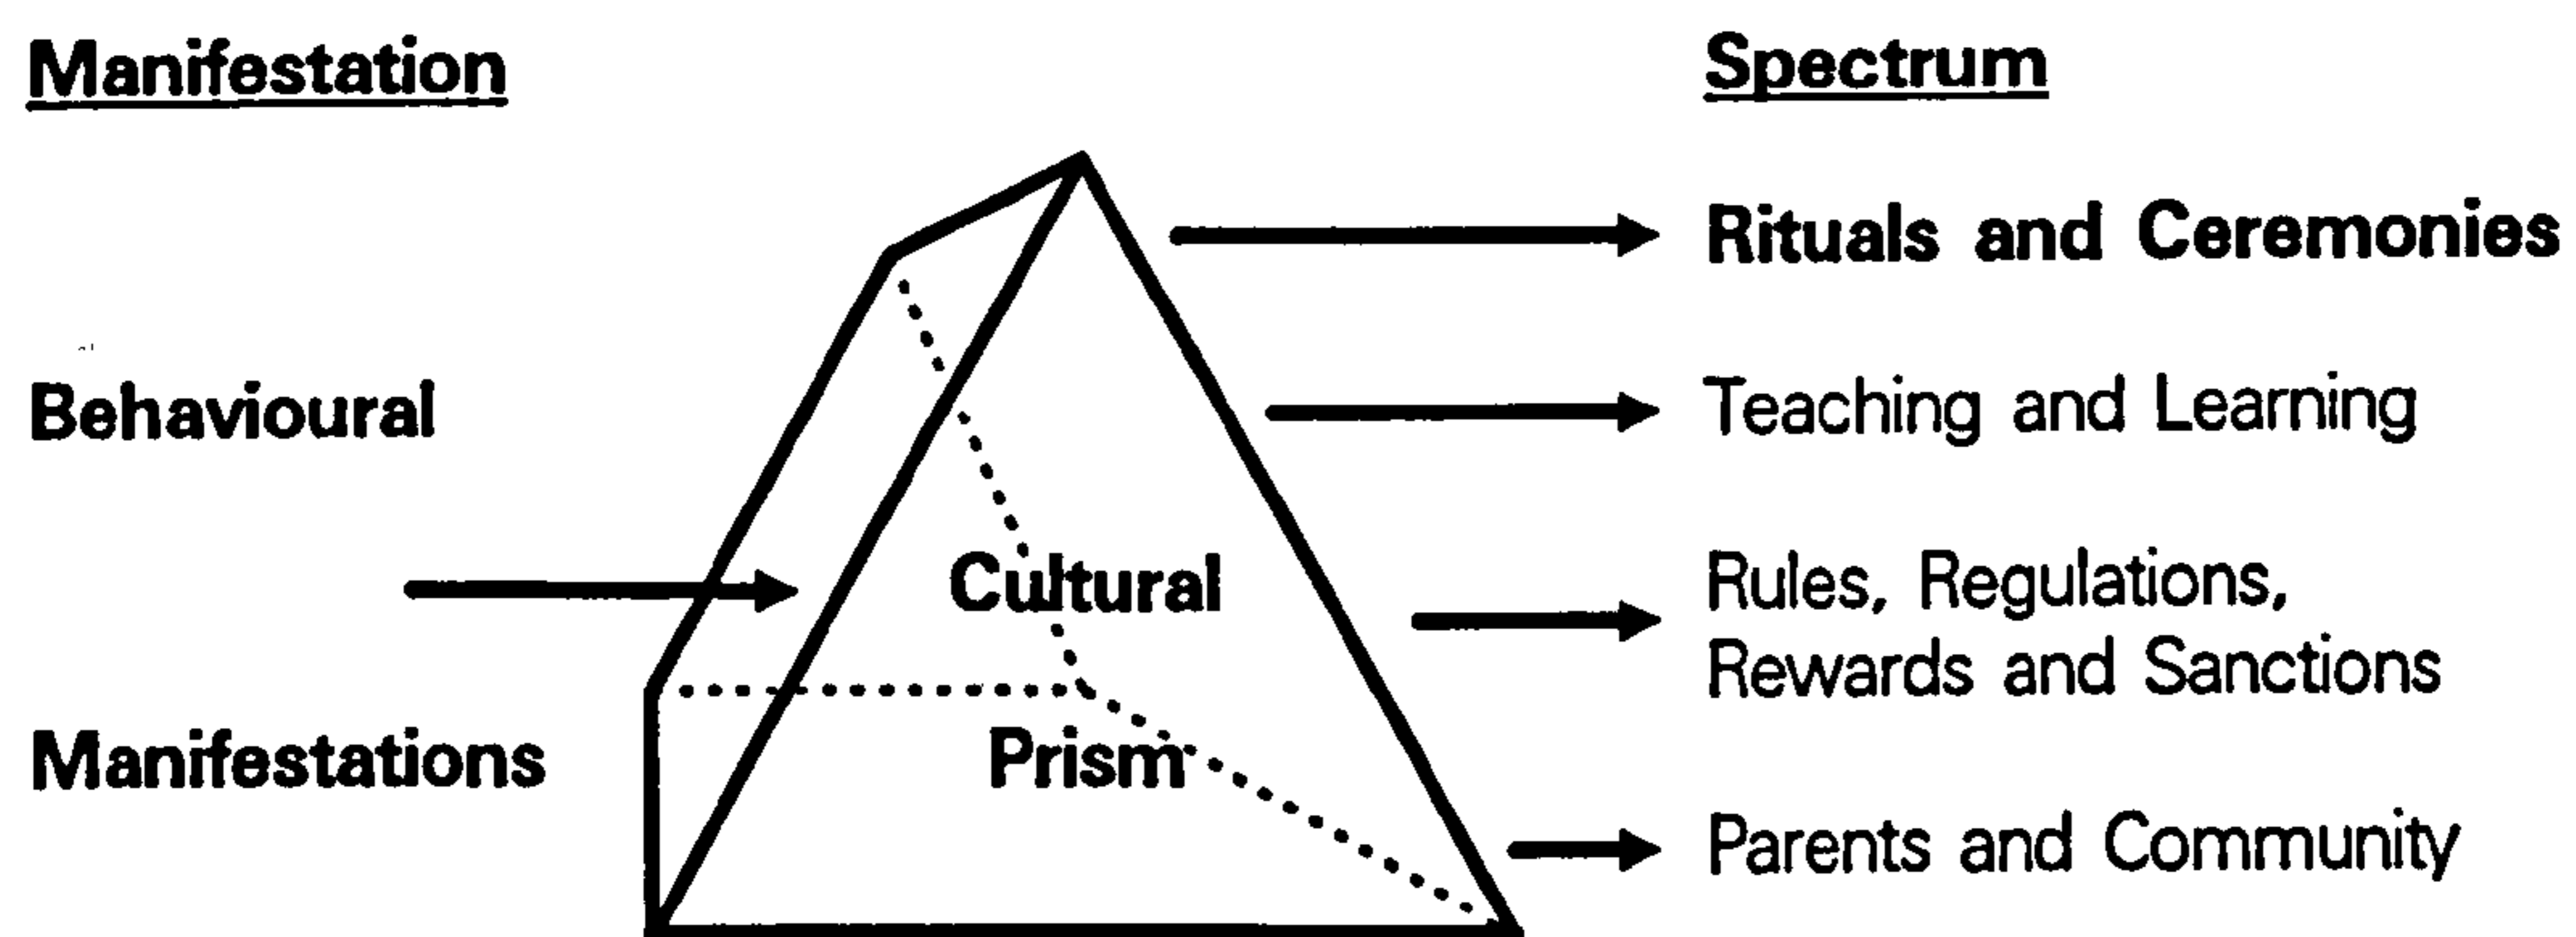 Manifestation
Spectrum
Rituals and Ceremonies
Behavioural
Teaching and Learning
Cultural
Rules, Regulations,
Rewards and Sanctions
Manifestations
Prism
Parents and Community